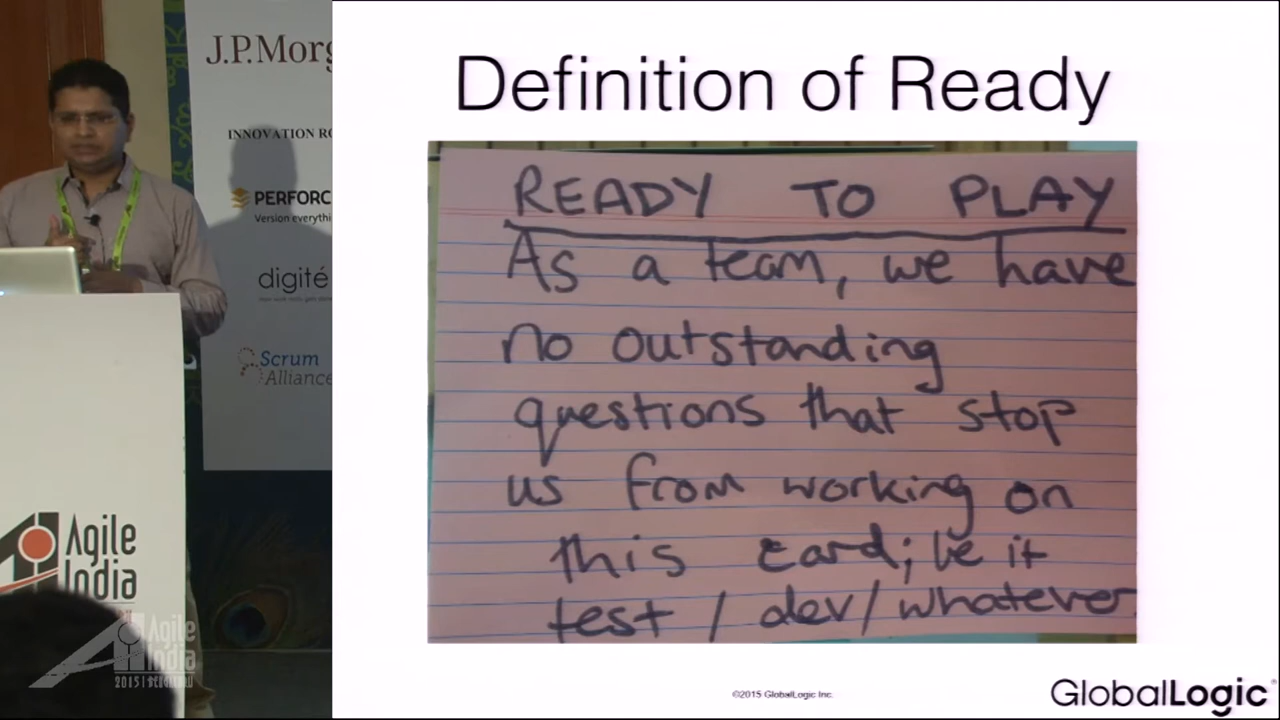 J.P.Morg
INNOVATION RO
PERFORC
Version everythi
digité
Scrum
Alliance
Agile
India
Agile
India
2015 | BENGALURU
Definition of Ready
READY TO PLAY
As a team, we have
no outstanding
questions that stop
us from working on
this card; be it
test / dev / whatever
©2015 GlobalLogic Inc.
GlobalLogic®